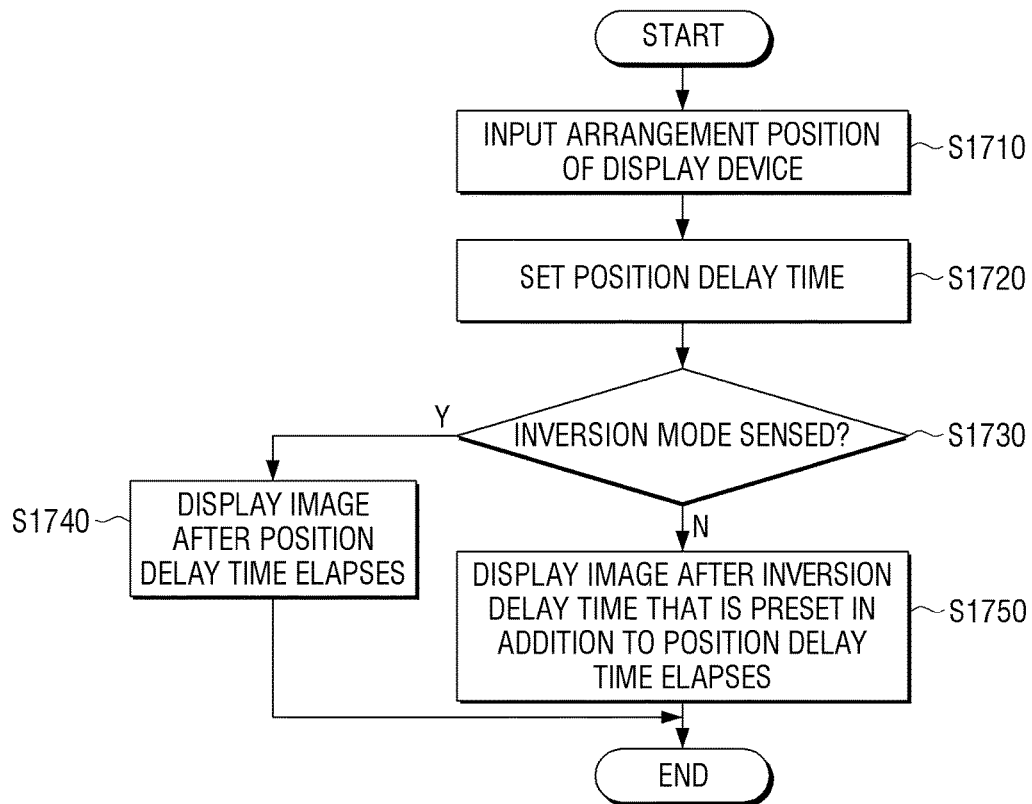 START
INPUT ARRANGEMENT POSITION
OF DISPLAY DEVICE
S1710
SET POSITION DELAY TIME
S1720
Y
INVERSION MODE SENSED?
S1730
S1740
DISPLAY IMAGE
AFTER POSITION
DELAY TIME ELAPSES
N
DISPLAY IMAGE AFTER INVERSION
DELAY TIME THAT IS PRESET IN
ADDITION TO POSITION DELAY
TIME ELAPSES
S1750
END